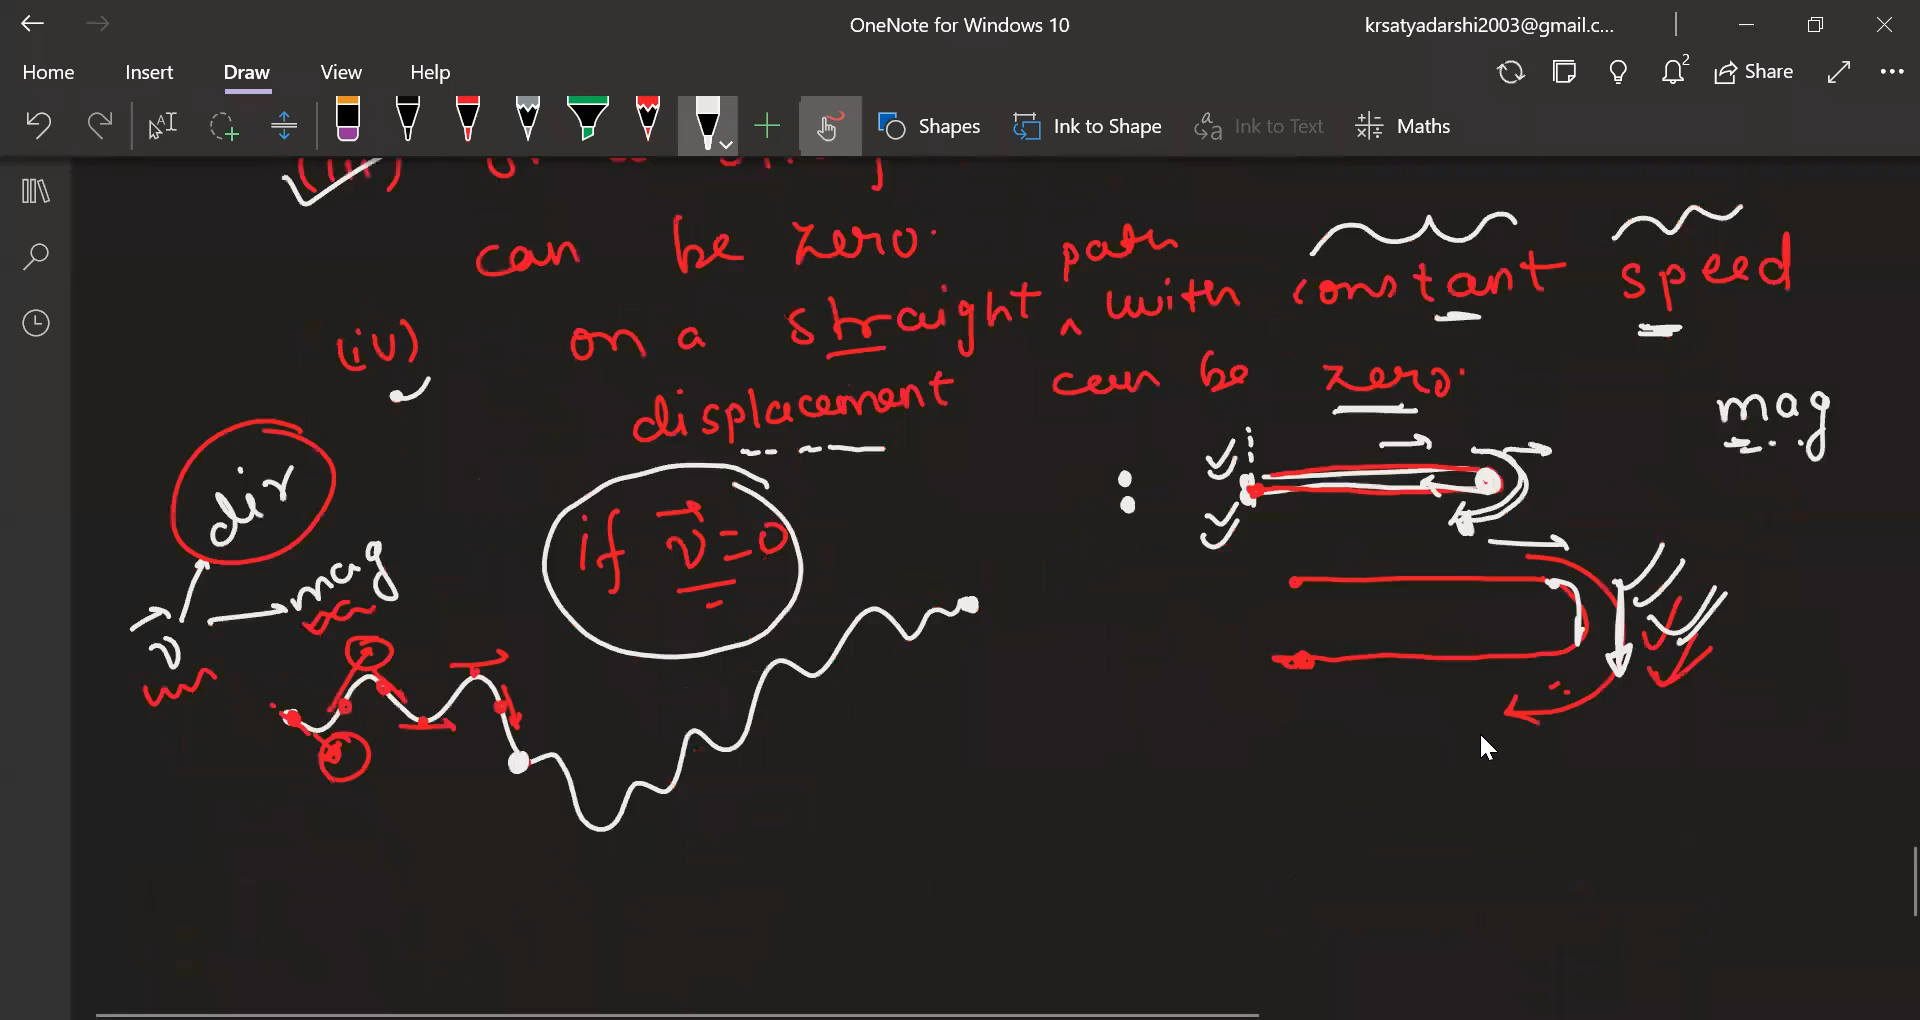 OneNote for Windows 10
krsatyadarshi2003@gmail.c...
Home Insert Draw View Help
2 Share
Shapes Ink to Shape Ink to Text Maths
(iii)
can be zero.
(iv) on a straight path with constant speed
displacement can be zero.
mag
dir
if v = 0
mag
v